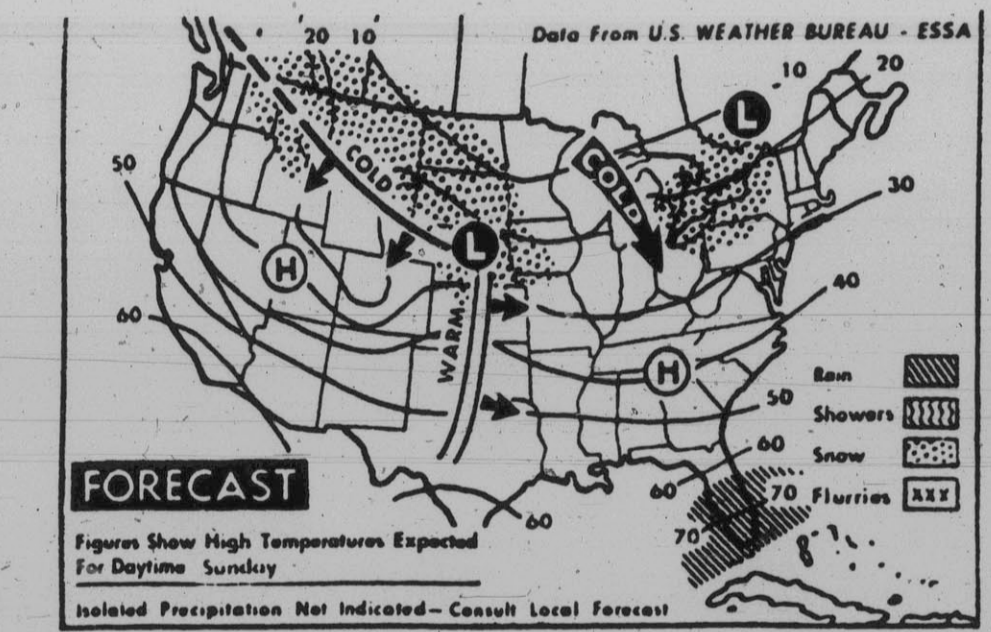 20 10
Data From U.S. WEATHER BUREAU - ESSA
10
20
L
COLD
COLD
50
30
L
H
40
60
WARM
H
Rain
50
Showers
60
Snow
FORECAST
60
70
Flurries
xxx
60
70
Figures Show High Temperatures Expected
For Daytime Sunday
Isolated Precipitation Not Indicated — Consult Local Forecast